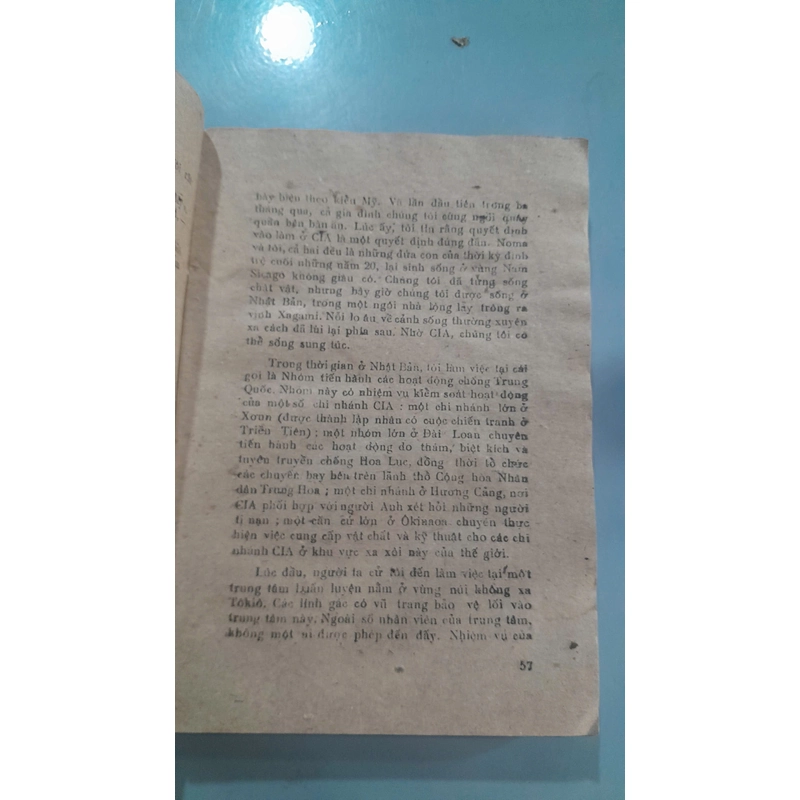 bày biện theo kiểu Mỹ. Và lần đầu tiên trong ba
tháng qua, cả gia đình chúng tôi cùng ngồi quây
quần bên bàn ăn. Lúc ấy, tôi tin rằng quyết định
vào làm ở CIA là một quyết định đúng đắn. Noma
và tôi, cả hai đều là những đứa con của thời kỳ đình
trệ cuối những năm 20, lại sinh sống ở vùng Nam
Sicagô không giàu có. Chúng tôi đã từng sống
chật vật, nhưng bây giờ chúng tôi được sống ở
Nhật Bản, trong một ngôi nhà lộng lẫy trông ra
vịnh Xagami. Nỗi lo âu về cảnh sống thường xuyên
xa cách đã lùi lại phía sau. Nhờ CIA, chúng tôi có
thể sống sung túc.
Trong thời gian ở Nhật Bản, tôi làm việc tại cái
gọi là Nhóm tiến hành các hoạt động chống Trung
Quốc. Nhóm này có nhiệm vụ kiểm soát hoạt động
của một số chi nhánh CIA : một chi nhánh lớn ở
Xơun (được thành lập nhân có cuộc chiến tranh ở
Triều Tiên) ; một nhóm lớn ở Đài Loan chuyên
tiến hành các hoạt động do thám, biệt kích và
tuyên truyền chống Hoa Lục, đồng thời tổ chức
các chuyến bay bên trên lãnh thổ Cộng hòa Nhân
dân Trung Hoa ; một chi nhánh ở Hương Cảng, nơi
CIA phối hợp với người Anh xét hỏi những người
tị nạn ; một căn cứ lớn ở Ôkinaoa chuyên thực
hiện việc cung cấp vật chất và kỹ thuật cho các chi
nhánh CIA ở khu vực xa xôi này của thế giới.
Lúc đầu, người ta cử tôi đến làm việc tại một
trung tâm huấn luyện nằm ở vùng núi không xa
Tôkiô. Các lính gác có vũ trang bảo vệ lối vào
trung tâm này. Ngoài số nhân viên của trung tâm,
không một ai được phép đến đấy. Nhiệm vụ của
57